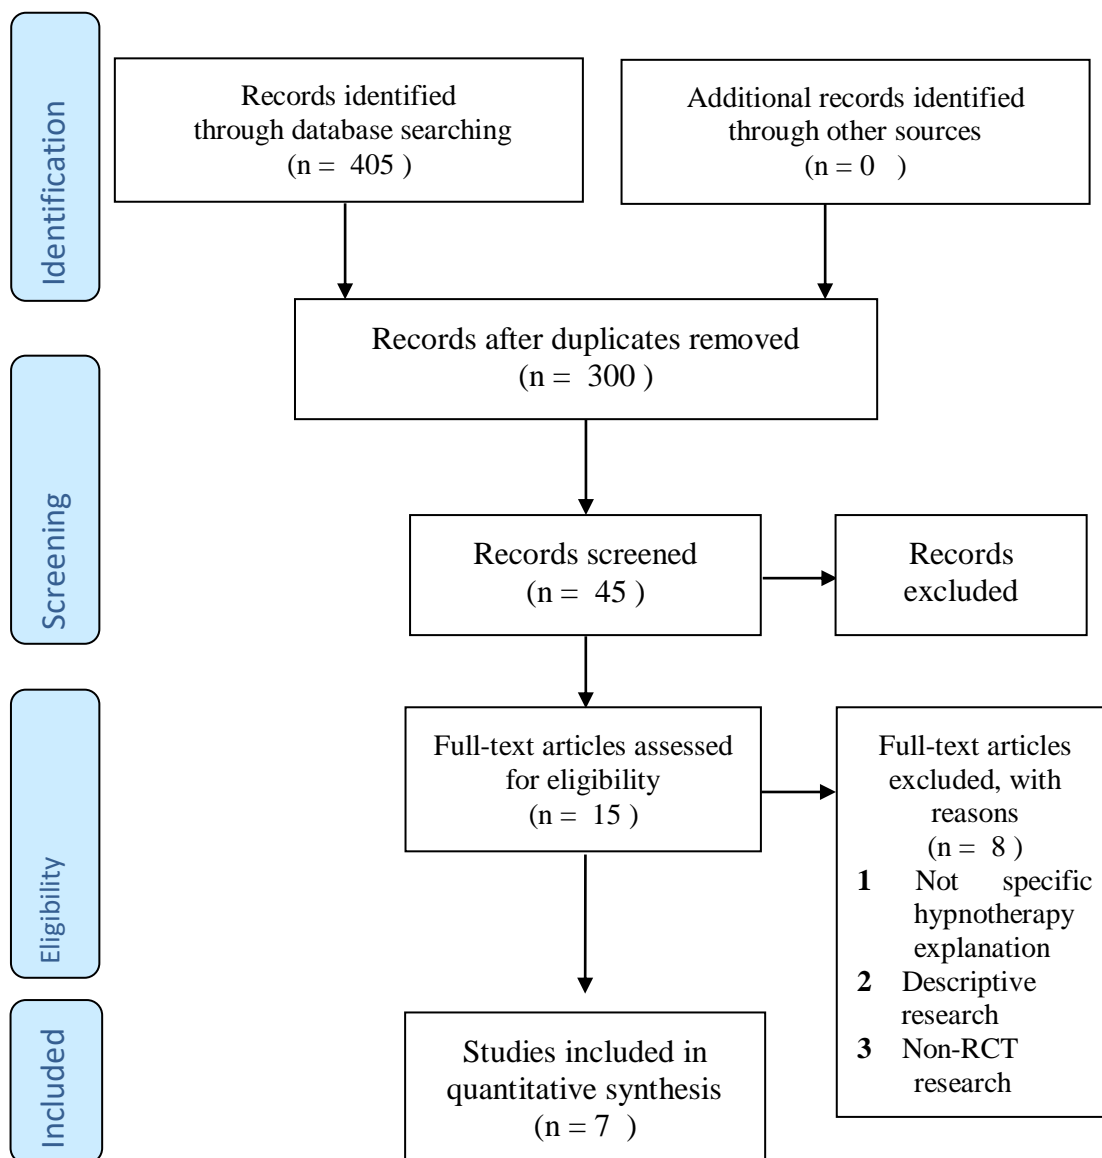 Identification
Records identified
through database searching
(n = 405 )
Additional records identified
through other sources
(n = 0 )
Records after duplicates removed
(n = 300 )
Screening
Records screened
(n = 45 )
Records
excluded
Eligibility
Full-text articles assessed
for eligibility
(n = 15 )
Full-text articles
excluded, with
reasons
(n = 8 )
1 Not specific
hypnotherapy
explanation
2 Descriptive
research
3 Non-RCT
research
Included
Studies included in
quantitative synthesis
(n = 7 )